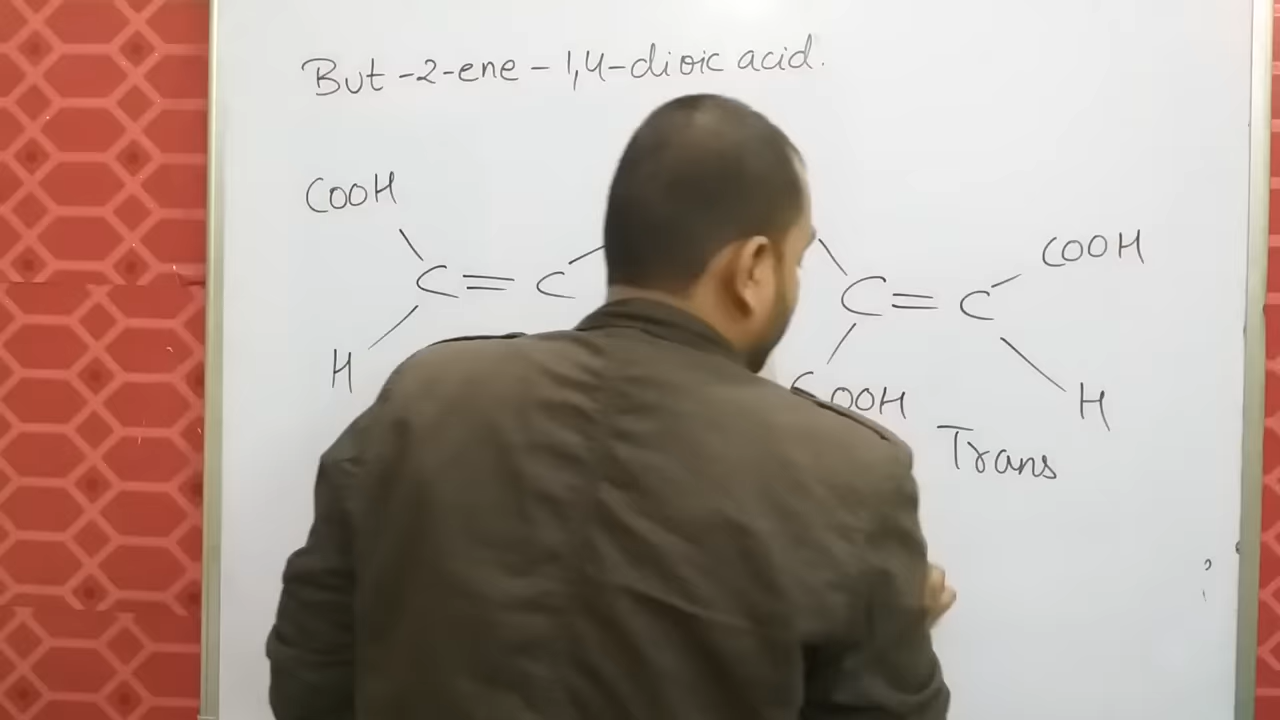 But-2-ene-1,4-dioic acid.
COOH
C=C
H
C=C
COOH
COOH
H
Trans